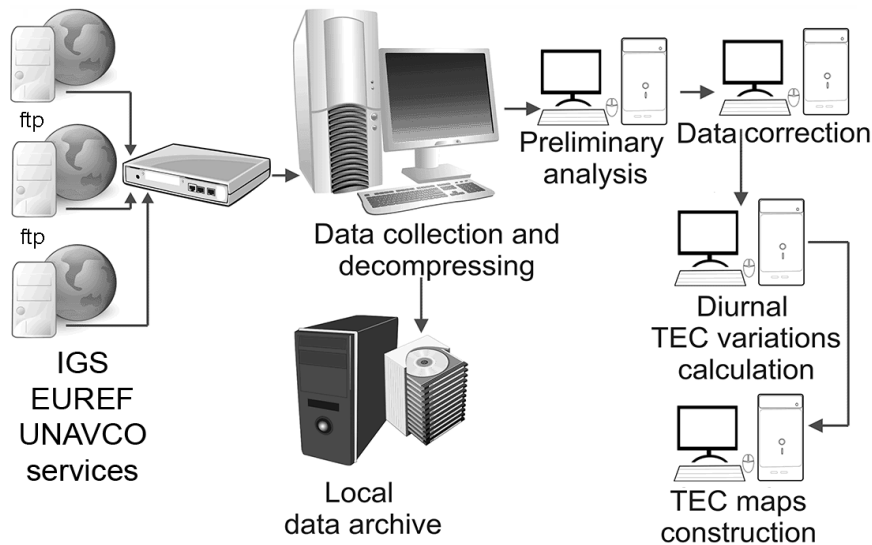 ftp
ftp
IGS
EUREF
UNAVCO
services
Data collection and
decompressing
Local
data archive
Preliminary
analysis
Data correction
Diurnal
TEC variations
calculation
TEC maps
construction